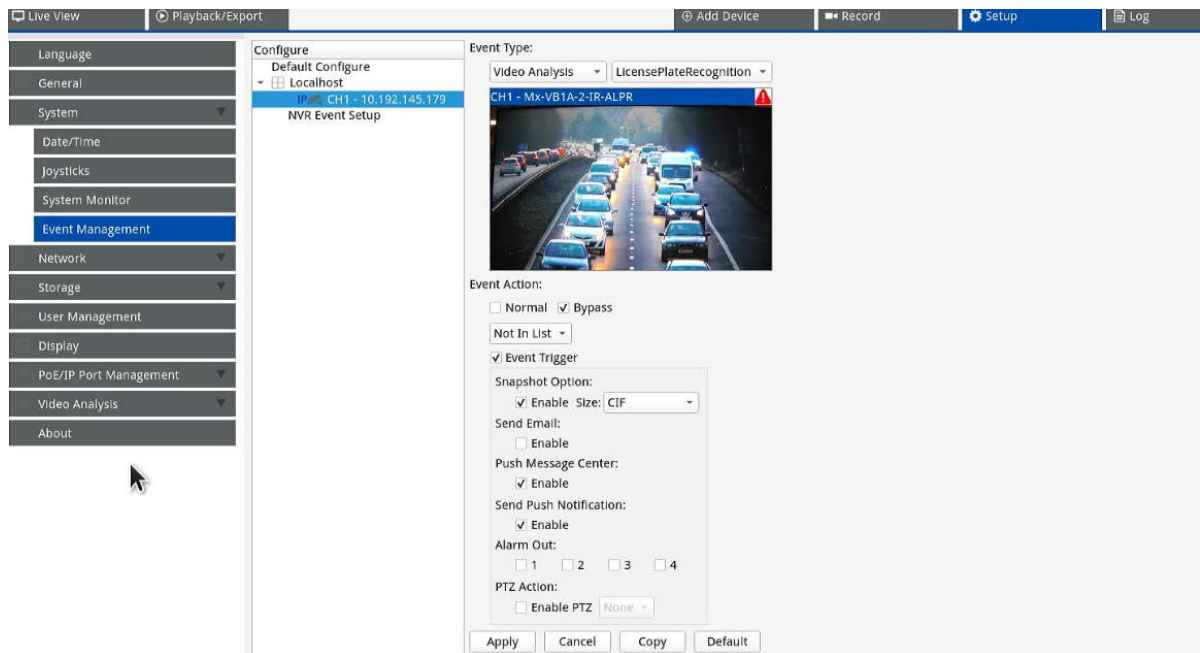 Live View
Playback/Export
Add Device
Record
Setup
Log
Language
General
System
Date/Time
Joysticks
System Monitor
Event Management
Network
Storage
User Management
Display
PoE/IP Port Management
Video Analysis
About
Configure
Default Configure
Localhost
IP CH1 - 10.192.145.179
NVR Event Setup
Event Type:
Video Analysis
LicensePlateRecognition
CH1 - Mx-VB1A-2-IR-ALPR
Event Action:
Normal Bypass
Not In List
Event Trigger
Snapshot Option:
Enable Size: CIF
Send Email:
Enable
Push Message Center:
Enable
Send Push Notification:
Enable
Alarm Out:
1 2 3 4
PTZ Action:
Enable PTZ None
Apply Cancel Copy Default